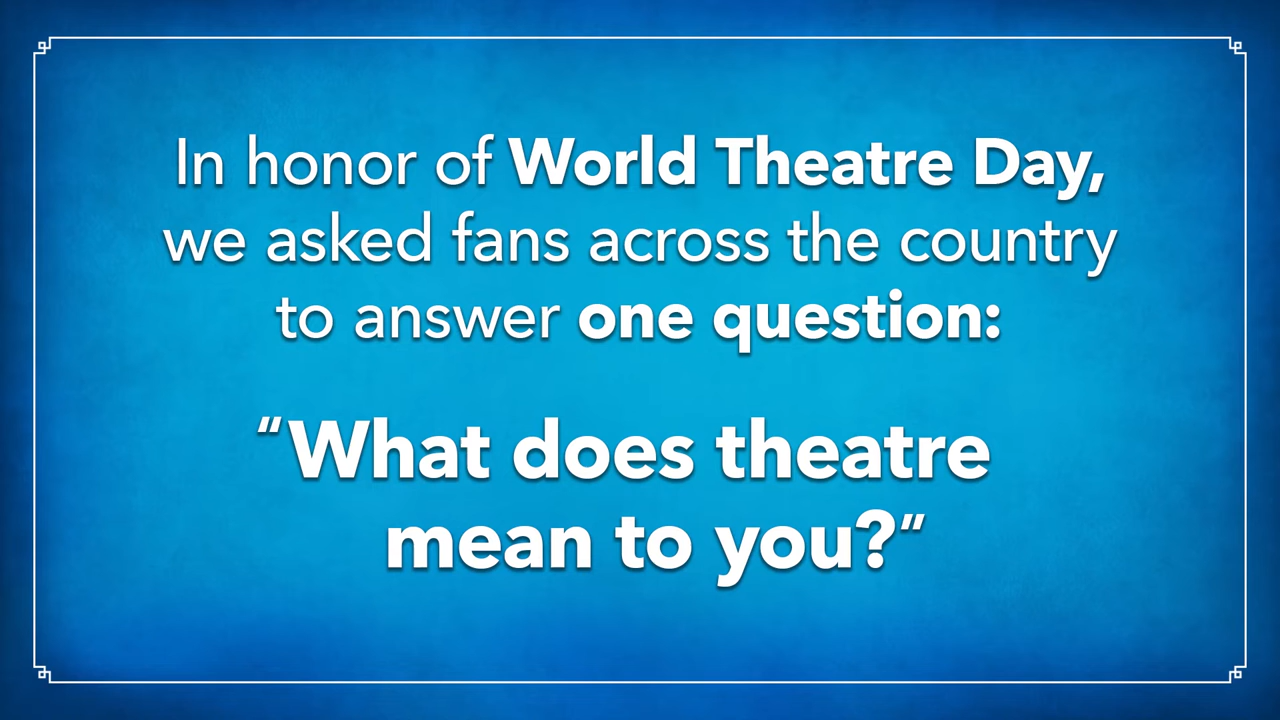 In honor of World Theatre Day,
we asked fans across the country
to answer one question:
"What does theatre
mean to you?"